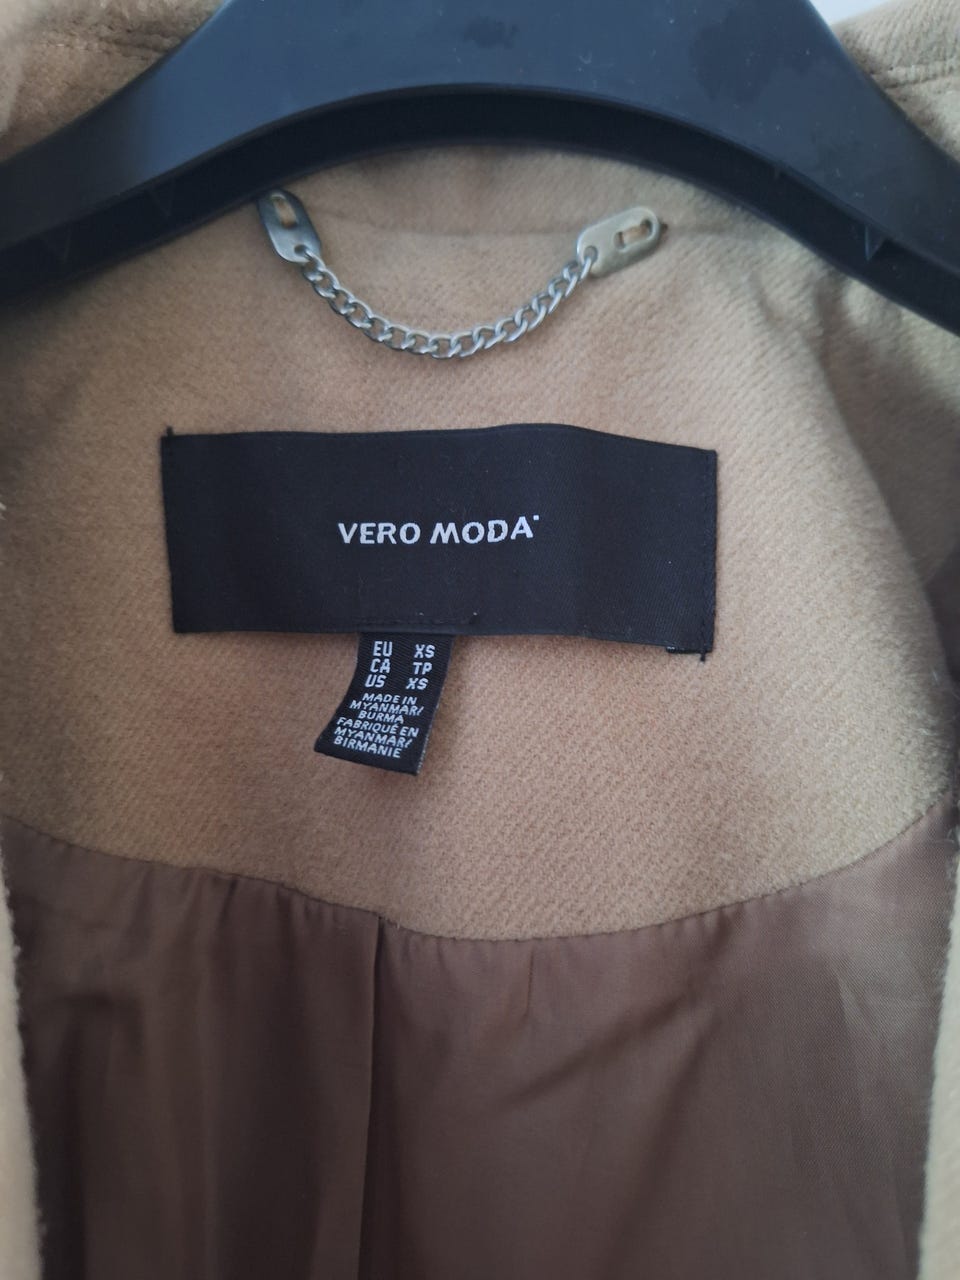 VERO MODA
EU XS
CA TP
US XS
MADE IN
MYANMAR/
BURMA
FABRIQUÉ EN
MYANMAR/
BIRMANIE